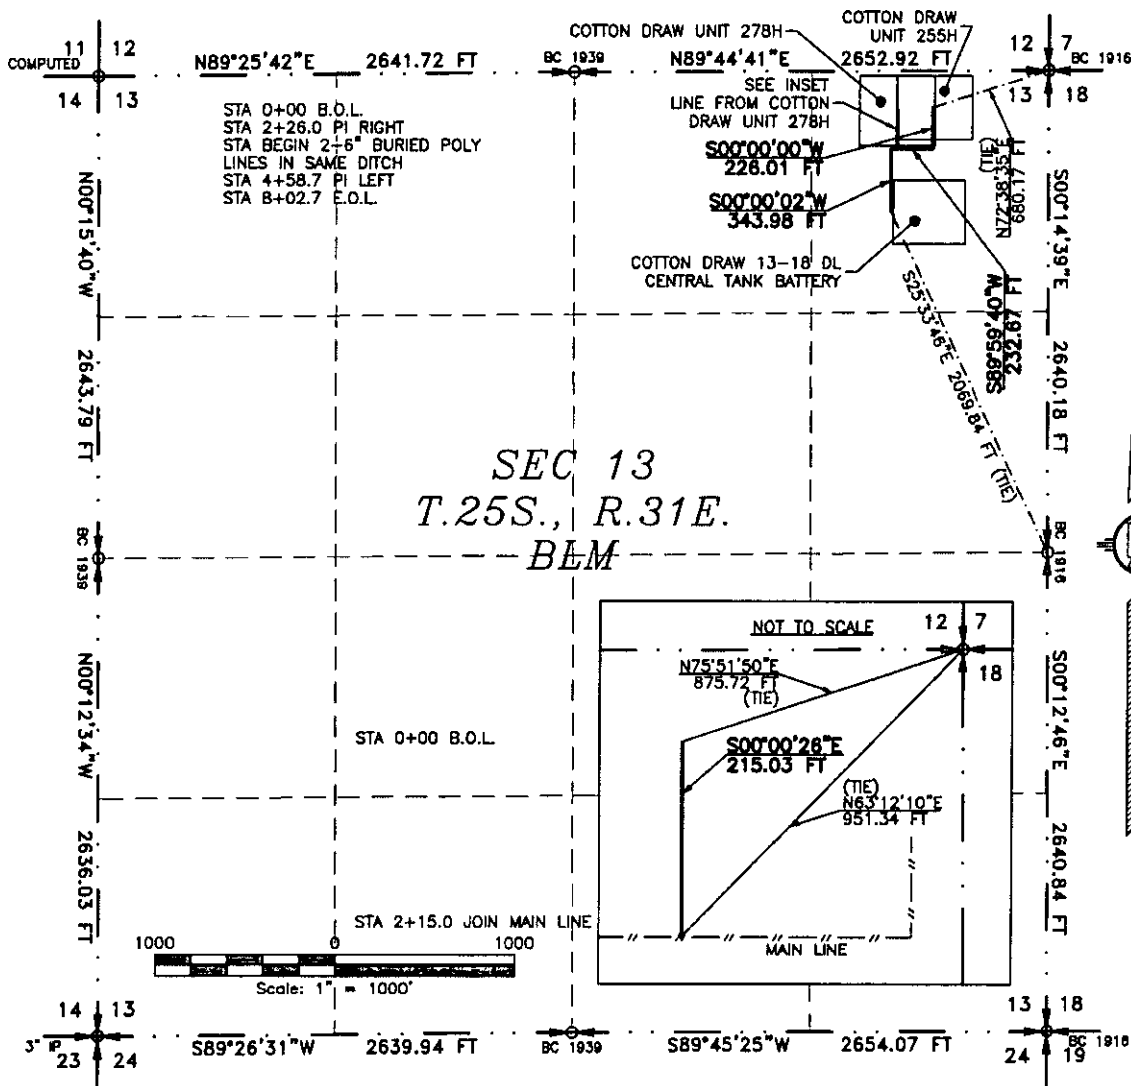 11 12
COMPUTED
14 13
N89°25'42"E 2641.72 FT
BC 1939
N89°44'41"E 2652.92 FT
12 7
BC 1916
13 18
COTTON DRAW UNIT 278H
COTTON DRAW
UNIT 255H
SEE INSET
LINE FROM COTTON
DRAW UNIT 278H
STA 0+00 B.O.L.
STA 2+26.0 PI RIGHT
STA BEGIN 2-6" BURIED POLY
LINES IN SAME DITCH
STA 4+58.7 PI LEFT
STA 8+02.7 E.O.L.
S00°00'00"W
226.01 FT
S00°00'02"W
343.98 FT
COTTON DRAW 13-18 DL
CENTRAL TANK BATTERY
(TIE)
N72°38'35"E
680.17 FT
S89°59'40"W
232.67 FT
S25°33'46"E 2069.84 FT (TIE)
N00°15'40"W 2643.79 FT
S00°14'39"E 2640.18 FT
SEC 13
T.25S., R.31E.
BLM
BC 1939
BC 1916
NOT TO SCALE
12 7
18
N75°51'50"E
875.72 FT
(TIE)
S00°00'26"E
215.03 FT
(TIE)
N63°12'10"E
951.34 FT
MAIN LINE
N00°12'34"W 2636.03 FT
S00°12'46"E 2640.84 FT
STA 0+00 B.O.L.
STA 2+15.0 JOIN MAIN LINE
1000 0 1000
Scale: 1" = 1000'
14 13
3" IP
23 24
S89°26'31"W 2639.94 FT
BC 1939
S89°45'25"W 2654.07 FT
13 18
BC 1916
24 19